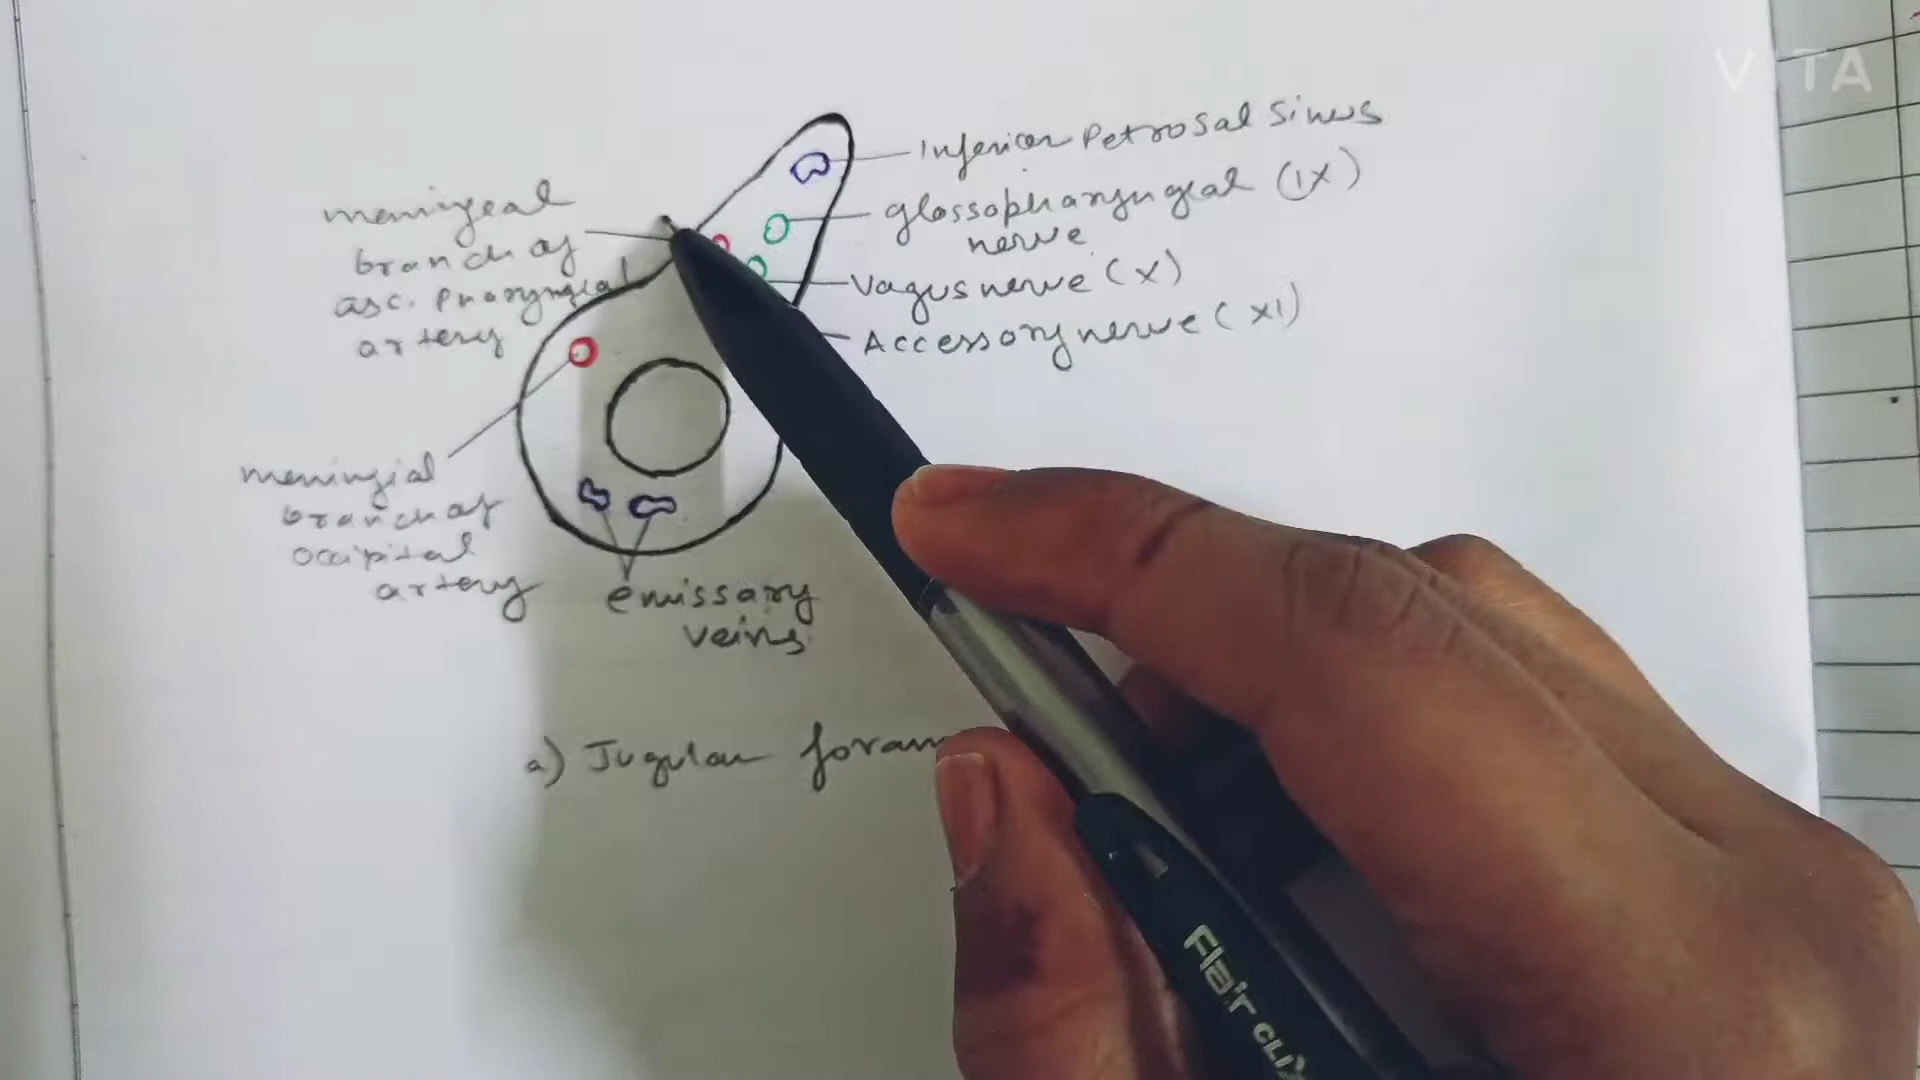 VITA
Inferior Petrosal Sinus
glossopharyngeal (IX)
nerve
Vagus nerve (X)
Accessory nerve (XI)
meningeal
branch of
asc. Pharyngeal
artery
meningial
branch of
occipital
artery
emissary
veins
a) Jugular foram
Flair CLIX